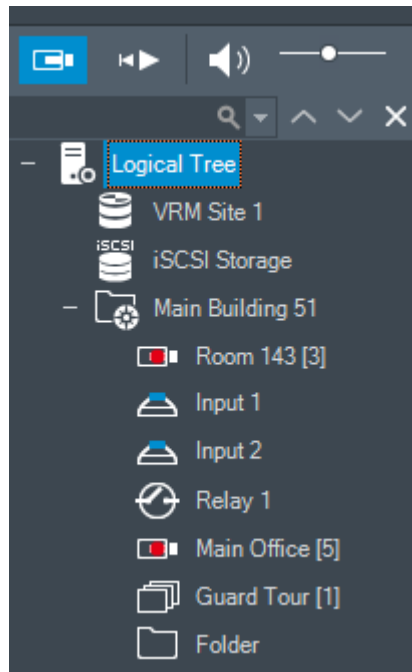 Logical Tree
VRM Site 1
iSCSI
iSCSI Storage
Main Building 51
Room 143 [3]
Input 1
Input 2
Relay 1
Main Office [5]
Guard Tour [1]
Folder